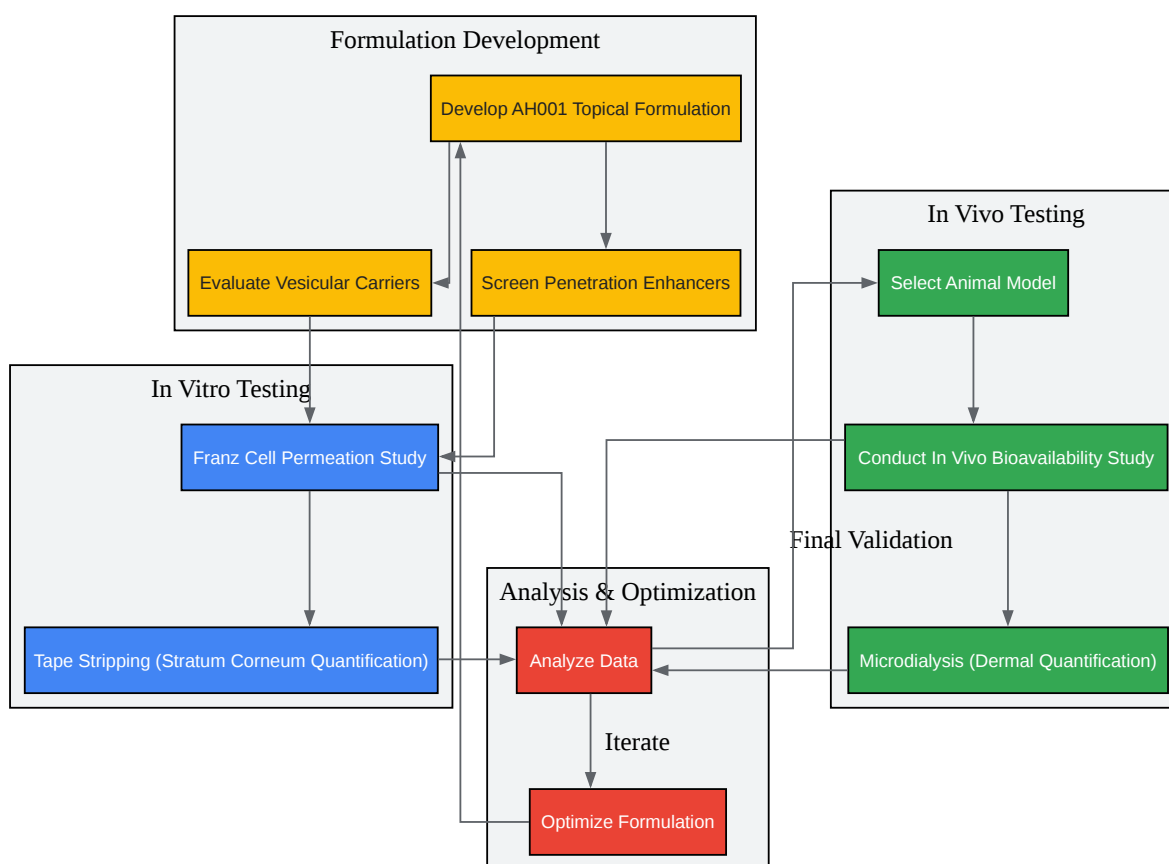 Formulation Development
Develop AH001 Topical Formulation
Evaluate Vesicular Carriers
Screen Penetration Enhancers
In Vivo Testing
Select Animal Model
In Vitro Testing
Franz Cell Permeation Study
Conduct In Vivo Bioavailability Study
Final Validation
Analysis & Optimization
Tape Stripping (Stratum Corneum Quantification)
Analyze Data
Microdialysis (Dermal Quantification)
Iterate
Optimize Formulation